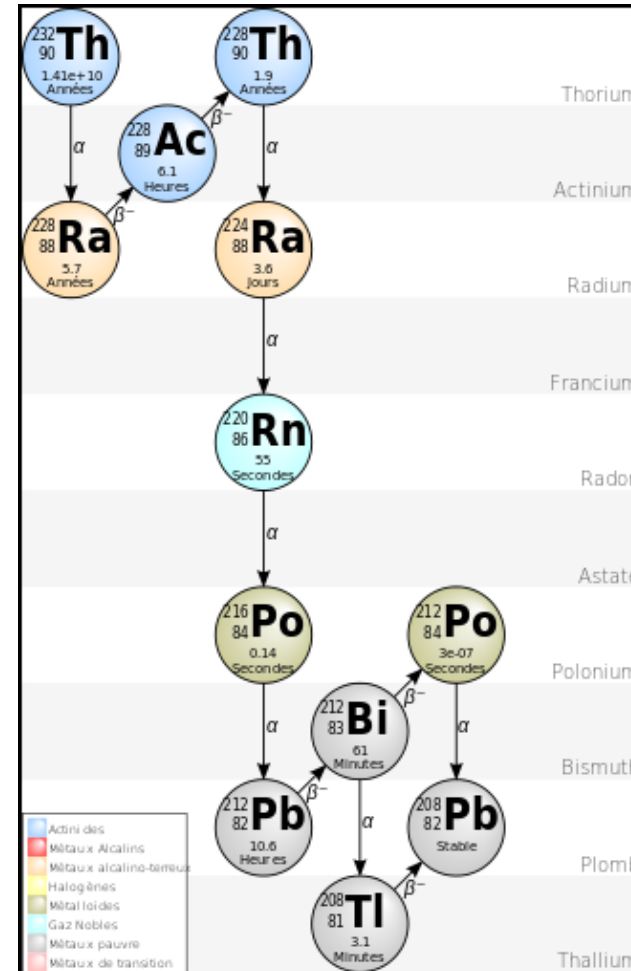 232
90 Th
1.41e+10
Années
228
90 Th
1.9
Années
Thorium
α
β⁻
α
228
89 Ac
6.1
Heures
Actinium
β⁻
228
88 Ra
5.7
Années
224
88 Ra
3.6
Jours
Radium
α
Francium
220
86 Rn
55
Secondes
Rado
α
Astat
216
84 Po
0.14
Secondes
212
84 Po
3e-07
Secondes
Polonium
α
β⁻
α
212
83 Bi
61
Minutes
Bismuth
β⁻
212
82 Pb
10.6
Heures
α
208
82 Pb
Stable
Plom
β⁻
208
81 Tl
3.1
Minutes
Thallium
Actinides
Métaux Alcalins
Métaux alcalino-terreux
Halogènes
Métalloides
Gaz Nobles
Métaux pauvre
Métaux de transition